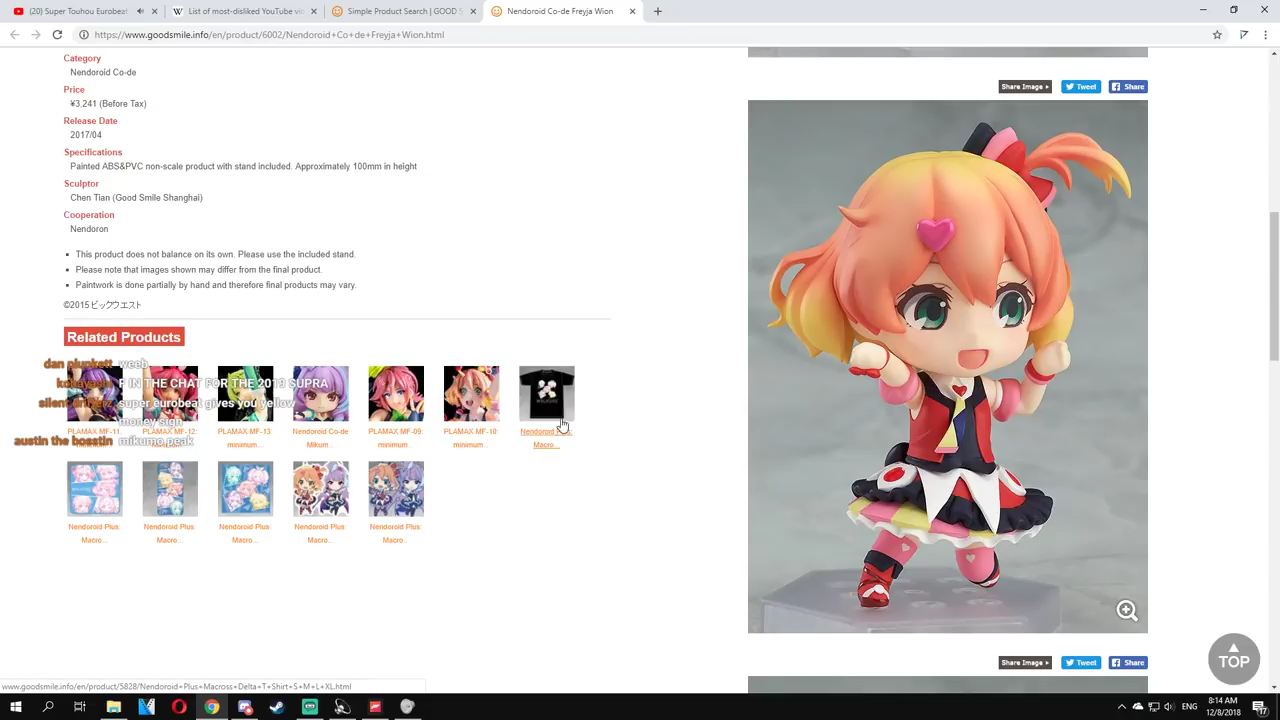 (20) Super Toutou Eurobeat
List of most-disliked YouTube vi
Simple Product Search | GOOD S
Nendoroid Co-de Freyja Wion
https://www.goodsmile.info/en/product/6002/Nendoroid+Co+de+Freyja+Wion.html
Category
Nendoroid Co-de
Price
¥3,241 (Before Tax)
Release Date
2017/04
Specifications
Painted ABS&PVC non-scale product with stand included. Approximately 100mm in height
Sculptor
Chen Tian (Good Smile Shanghai)
Cooperation
Nendoron
This product does not balance on its own. Please use the included stand.
Please note that images shown may differ from the final product.
Paintwork is done partially by hand and therefore final products may vary.
©2015 ビックウエスト
Related Products
dan plunkett weeb
F IN THE CHAT FOR THE 2019 SUPRA
super eurobeat gives you yellow
money sign
austin the bosstin mikumo peak
PLAMAX MF-11:
minimum...
PLAMAX MF-12:
minimum...
PLAMAX MF-13
minimum...
Nendoroid Co-de
Mikum...
PLAMAX MF-09:
minimum...
PLAMAX MF-10:
minimum...
Nendoroid Plus:
Macro...
Nendoroid Plus:
Macro...
Nendoroid Plus:
Macro...
Nendoroid Plus:
Macro...
Nendoroid Plus:
Macro...
Nendoroid Plus:
Macro...
Share Image
Tweet
Share
Share Image
Tweet
Share
TOP
www.goodsmile.info/en/product/5828/Nendoroid+Plus+Macross+Delta+T+Shirt+S+M+L+XL.html
ENG
8:14 AM
12/8/2018
17